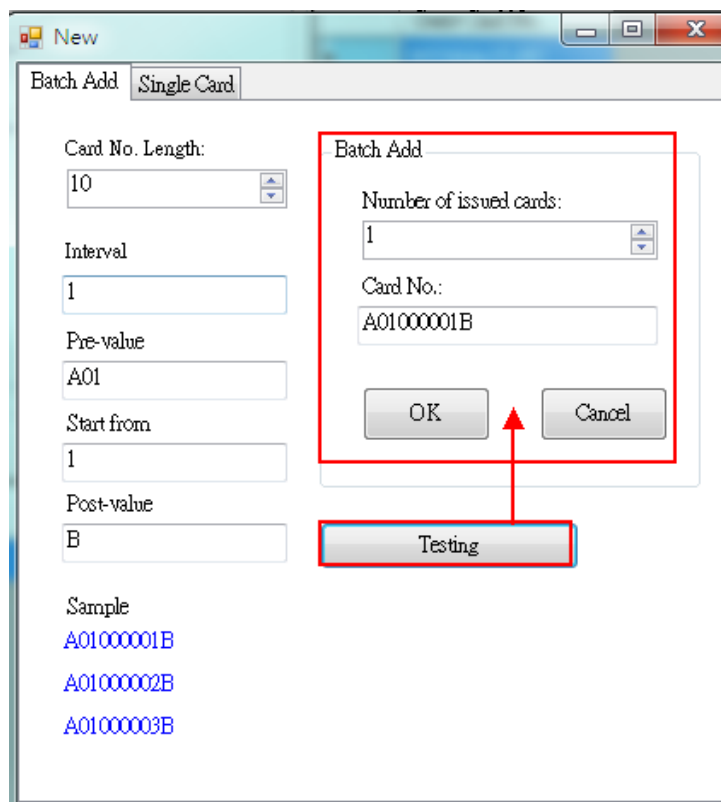 New
Batch Add
Single Card
Card No. Length:
10
Interval
1
Pre-value
A01
Start from
1
Post-value
B
Sample
A01000001B
A01000002B
A01000003B
Batch Add
Number of issued cards:
1
Card No.:
A01000001B
OK
Cancel
Testing